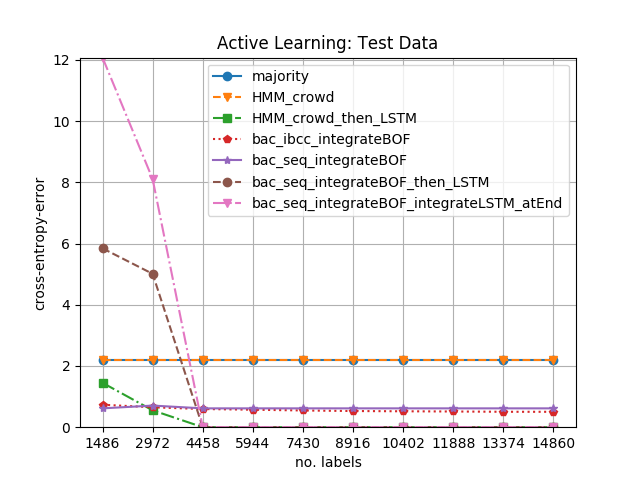 Active Learning: Test Data
cross-entropy-error
12
10
8
6
4
2
0
majority
HMM_crowd
HMM_crowd_then_LSTM
bac_ibcc_integrateBOF
bac_seq_integrateBOF
bac_seq_integrateBOF_then_LSTM
bac_seq_integrateBOF_integrateLSTM_atEnd
1486 2972 4458 5944 7430 8916 10402 11888 13374 14860
no. labels